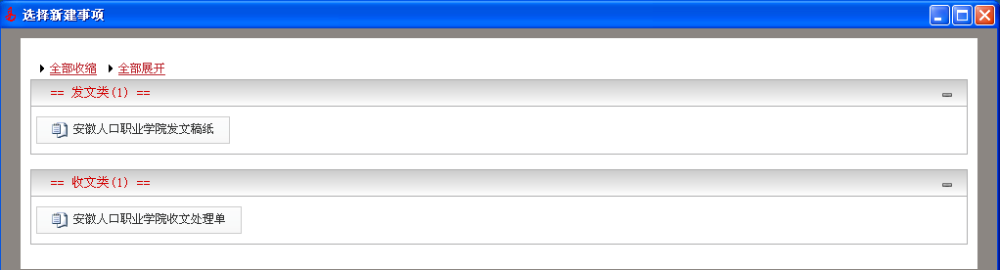 选择新建事项
全部收缩 全部展开
== 发文类(1) ==
安徽人口职业学院发文稿纸
== 收文类(1) ==
安徽人口职业学院收文处理单